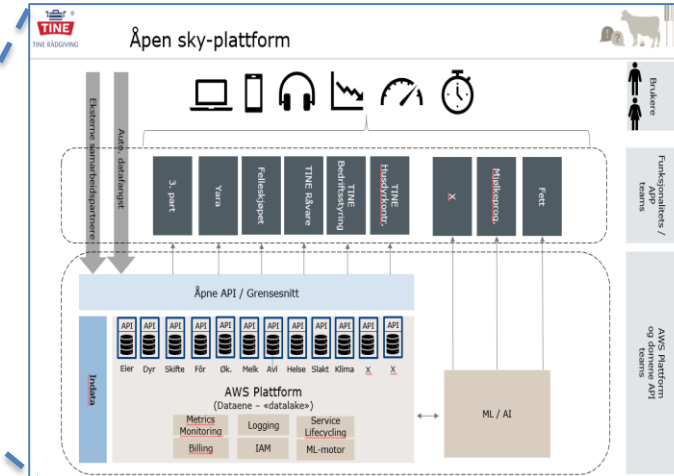 TINE
TINE RÅDGIVING
Åpen sky-plattform
Brukere
Eksterne samarbeidspartnere
Auto. datafangst
3. part
Yara
Felleskjøpet
TINE Råvare
TINE
Bedriftsstyring
TINE
Husdyrkontr.
X
Mjølkeprog.
Fett
Funksjonalitets /
APP
teams
Åpne API / Grensesnitt
API API API API API API API API API API API API
Eier Dyr Skifte Fôr Øk. Melk Avl Helse Slakt Klima X X
Indata
AWS Plattform
(Dataene – «datalake»)
Metrics
Monitoring
Logging
Service
Lifecycling
Billing
IAM
ML-motor
ML / AI
AWS Plattform
og domene API
teams